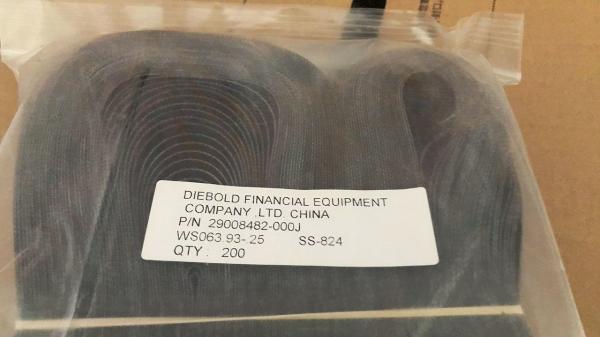 DIEBOLD FINANCIAL EQUIPMENT
COMPANY ,LTD. CHINA
P/N 29008482-000J
WS063.93-.25 SS-824
QTY : 200